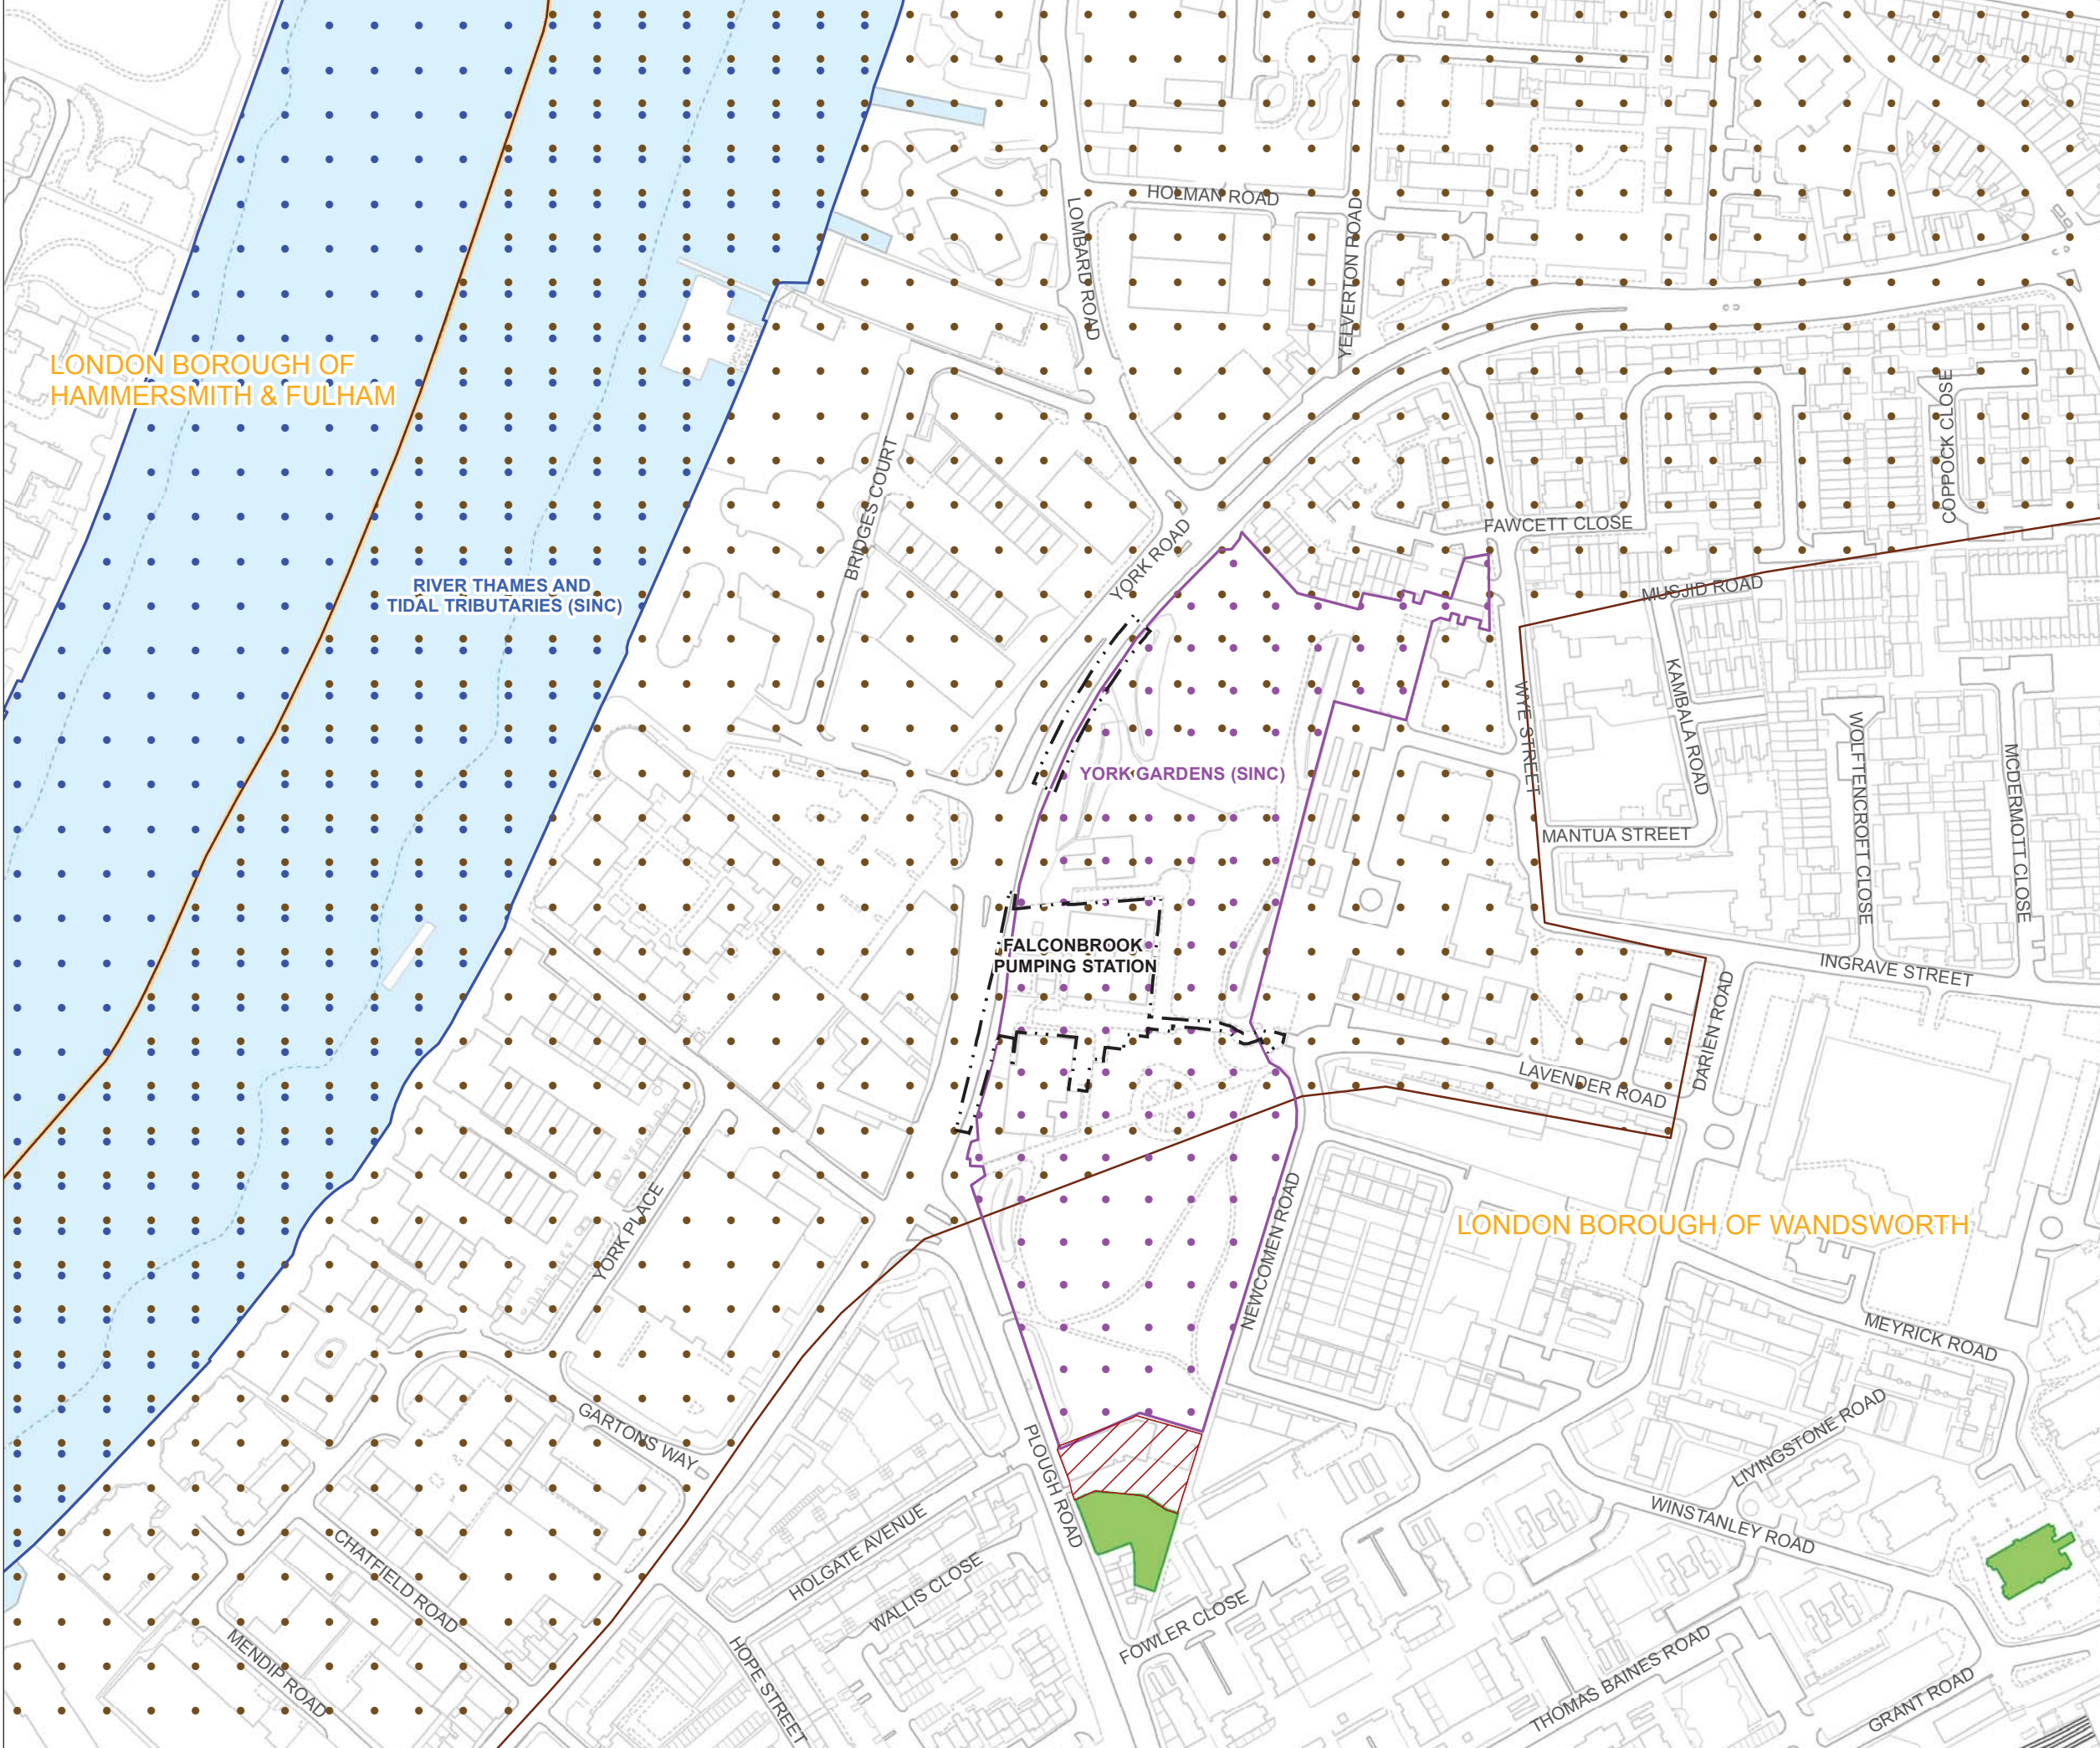 HOLMAN ROAD
LOMBARD ROAD
YELVERTON ROAD
LONDON BOROUGH OF
HAMMERSMITH & FULHAM
COPPOCK CLOSE
BRIDGES COURT
YORK ROAD
FAWCETT CLOSE
RIVER THAMES AND
TIDAL TRIBUTARIES (SINC)
MUSJID ROAD
KAMBALA ROAD
WYE STREET
WOLFTENCROFT CLOSE
MCDERMOTT CLOSE
YORK GARDENS (SINC)
MANTUA STREET
FALCONBROOK
PUMPING STATION
INGRAVE STREET
DARIEN ROAD
LAVENDER ROAD
YORK PLACE
NEWCOMEN ROAD
LONDON BOROUGH OF WANDSWORTH
MEYRICK ROAD
GARTONS WAY
PLOUGH ROAD
LIVINGSTONE ROAD
WINSTANLEY ROAD
CHATFIELD ROAD
HOLGATE AVENUE
WALLIS CLOSE
FOWLER CLOSE
MENDIP ROAD
HOPE STREET
THOMAS BAINES ROAD
GRANT ROAD